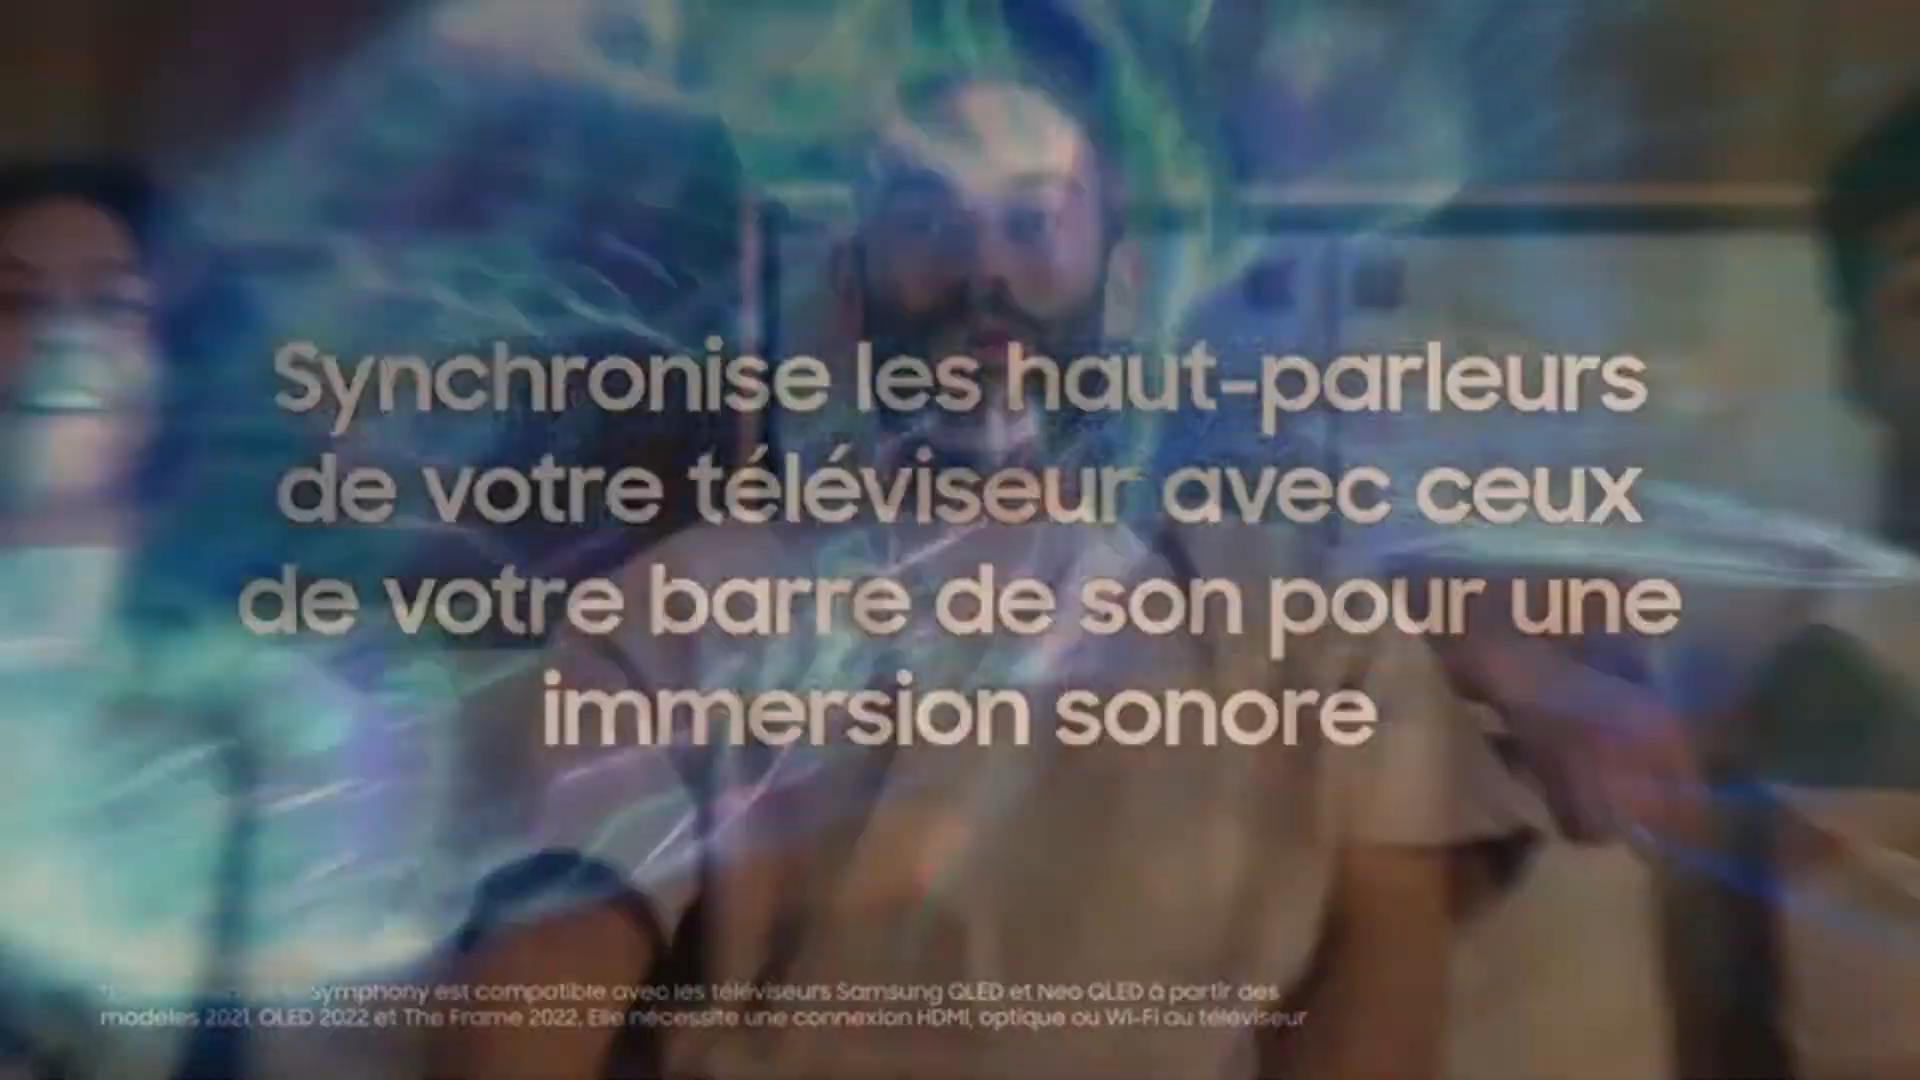 Synchronise les haut-parleurs
de votre téléviseur avec ceux
de votre barre de son pour une
immersion sonore
Symphony est compatible avec les téléviseurs Samsung QLED et Neo QLED à partir des
modèles 2021, OLED 2022 et The Frame 2022. Elle nécessite une connexion HDMI, optique ou Wi-Fi au téléviseur